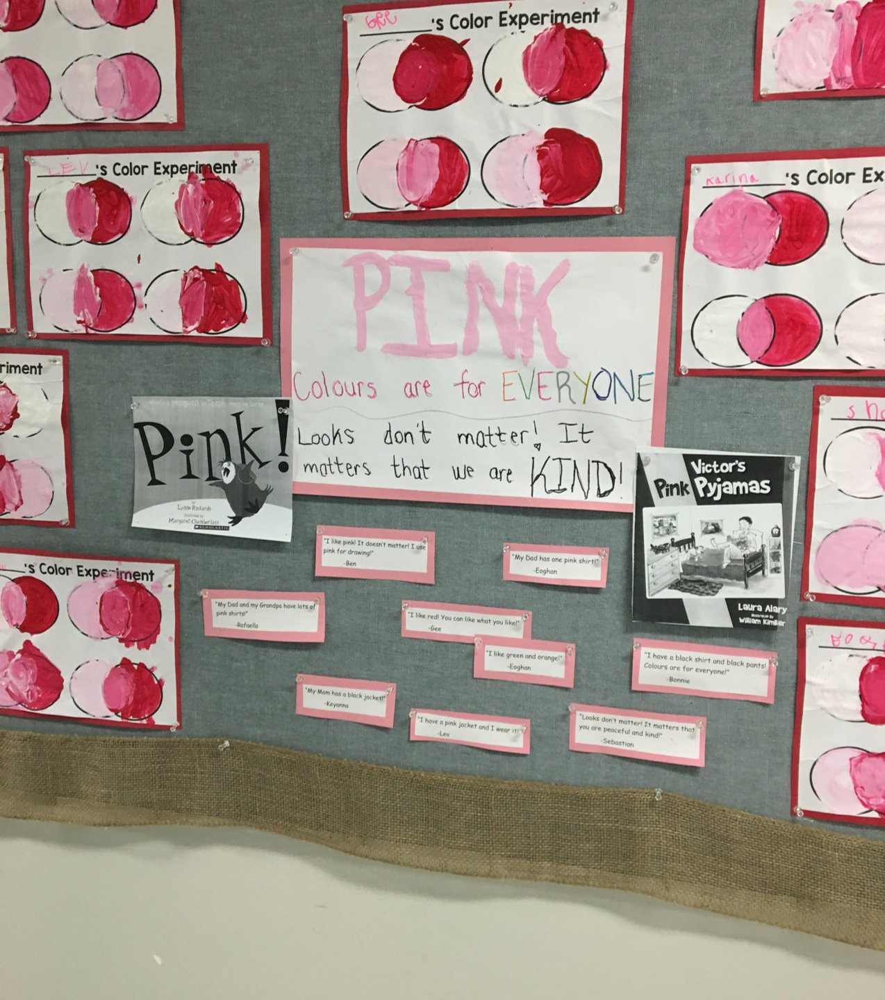 Gee 's Color Experiment
LEV 's Color Experiment
Karina 's Color Ex
PINK
Colours are for EVERYONE
Looks don't matter! It
matters that we are KIND!
riment
Pink!
by
Lynne Rickards
illustrated by
Margaret Chamberlain
SCHOLASTIC
Victor's
Pink Pyjamas
Laura Alary
Illustrated by
William Kimber
"I like pink! It doesn't matter! I use
pink for drawing!"
-Ben
"My Dad has one pink shirt!"
-Eoghan
's Color Experiment
"My Dad and my Grandpa have lots of
pink shirts!"
-Rafaella
"I like red! You can like what you like!"
-Gee
"I like green and orange!"
-Eoghan
"I have a black shirt and black pants!
Colours are for everyone!"
-Bonnie
"My Mom has a black jacket!"
-Keyanna
"I have a pink jacket and I wear it!"
-Lev
"Looks don't matter! It matters that
you are peaceful and kind!"
-Sebastian